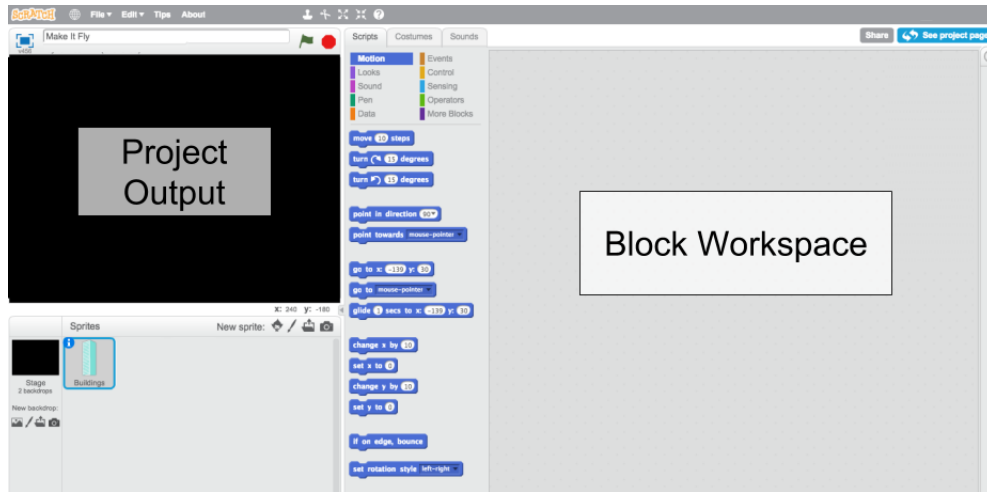 SCRATCH File Edit Tips About
Make It Fly
v456
Scripts Costumes Sounds
Share
See project page
Motion Events
Looks Control
Sound Sensing
Pen Operators
Data More Blocks
Project
Output
move 10 steps
turn 15 degrees
turn 15 degrees
point in direction 90
point towards mouse-pointer
go to x: -139 y: 30
go to mouse-pointer
glide 1 secs to x: -139 y: 30
change x by 10
set x to 0
change y by 10
set y to 0
if on edge, bounce
set rotation style left-right
Block Workspace
X: 240 y: -180
Sprites New sprite:
Stage
2 backdrops
Buildings
New backdrop: